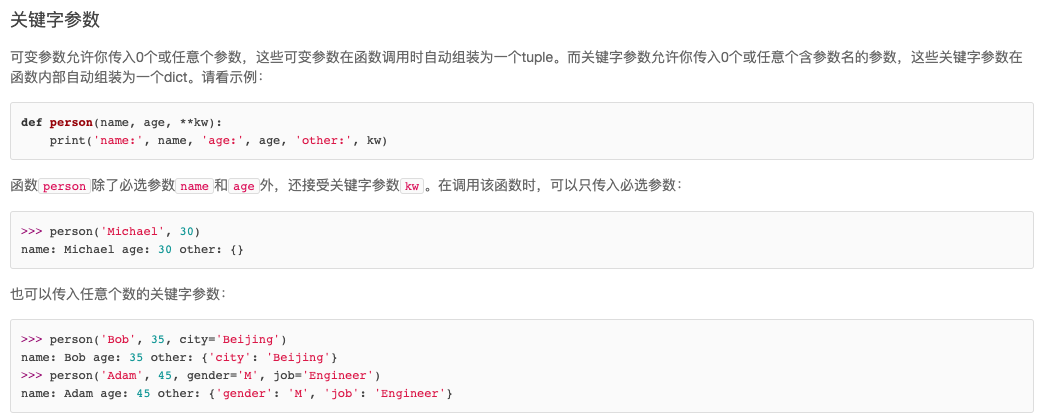 关键字参数
可变参数允许你传入0个或任意个参数，这些可变参数在函数调用时自动组装为一个tuple。而关键字参数允许你传入0个或任意个含参数名的参数，这些关键字参数在
函数内部自动组装为一个dict。请看示例：
def person(name, age, **kw):
    print('name:', name, 'age:', age, 'other:', kw)
函数person除了必选参数name和age外，还接受关键字参数kw。在调用该函数时，可以只传入必选参数：
>>> person('Michael', 30)
name: Michael age: 30 other: {}
也可以传入任意个数的关键字参数：
>>> person('Bob', 35, city='Beijing')
name: Bob age: 35 other: {'city': 'Beijing'}
>>> person('Adam', 45, gender='M', job='Engineer')
name: Adam age: 45 other: {'gender': 'M', 'job': 'Engineer'}